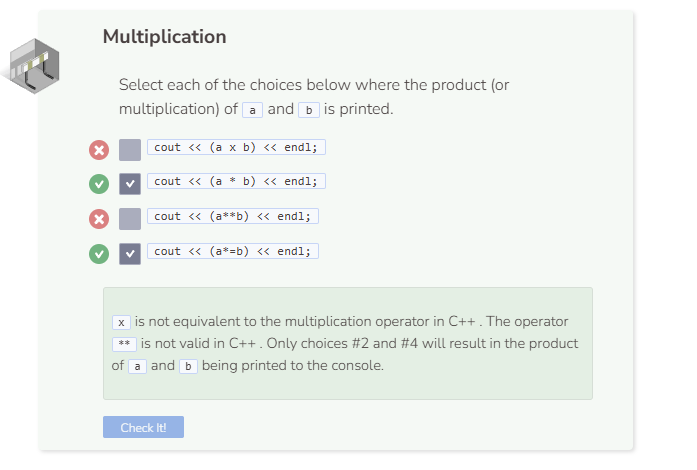 Multiplication
Select each of the choices below where the product (or
multiplication) of a and b is printed.
cout << (a x b) << endl;
cout << (a * b) << endl;
cout << (a**b) << endl;
cout << (a*=b) << endl;
x is not equivalent to the multiplication operator in C++ . The operator
** is not valid in C++ . Only choices #2 and #4 will result in the product
of a and b being printed to the console.
Check It!